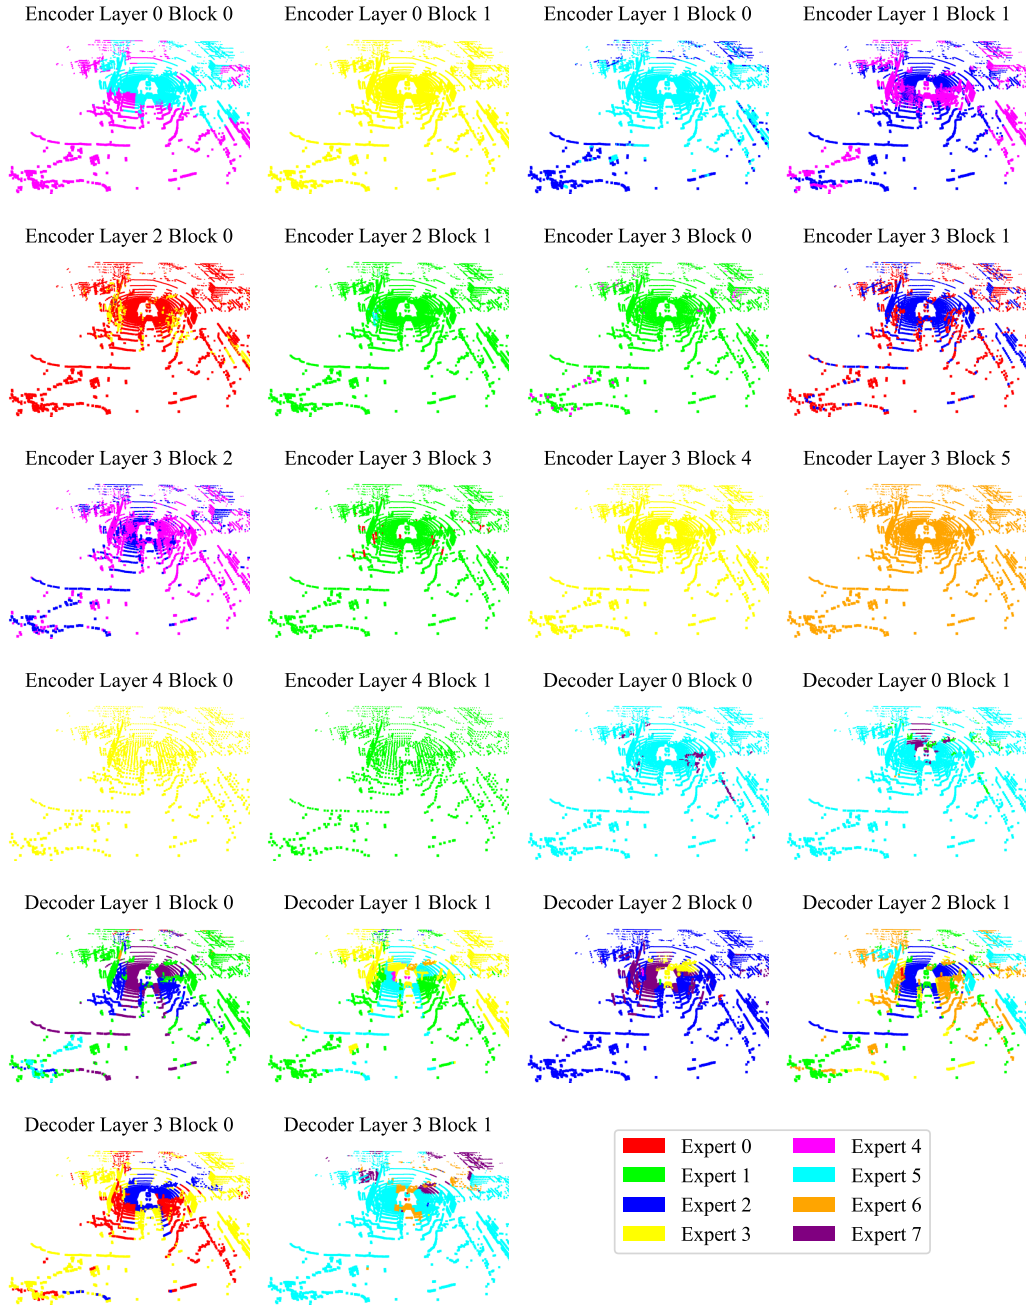 Encoder Layer 0 Block 0
Encoder Layer 0 Block 1
Encoder Layer 1 Block 0
Encoder Layer 1 Block 1
Encoder Layer 2 Block 0
Encoder Layer 2 Block 1
Encoder Layer 3 Block 0
Encoder Layer 3 Block 1
Encoder Layer 3 Block 2
Encoder Layer 3 Block 3
Encoder Layer 3 Block 4
Encoder Layer 3 Block 5
Encoder Layer 4 Block 0
Encoder Layer 4 Block 1
Decoder Layer 0 Block 0
Decoder Layer 0 Block 1
Decoder Layer 1 Block 0
Decoder Layer 1 Block 1
Decoder Layer 2 Block 0
Decoder Layer 2 Block 1
Decoder Layer 3 Block 0
Decoder Layer 3 Block 1
Expert 0
Expert 1
Expert 2
Expert 3
Expert 4
Expert 5
Expert 6
Expert 7